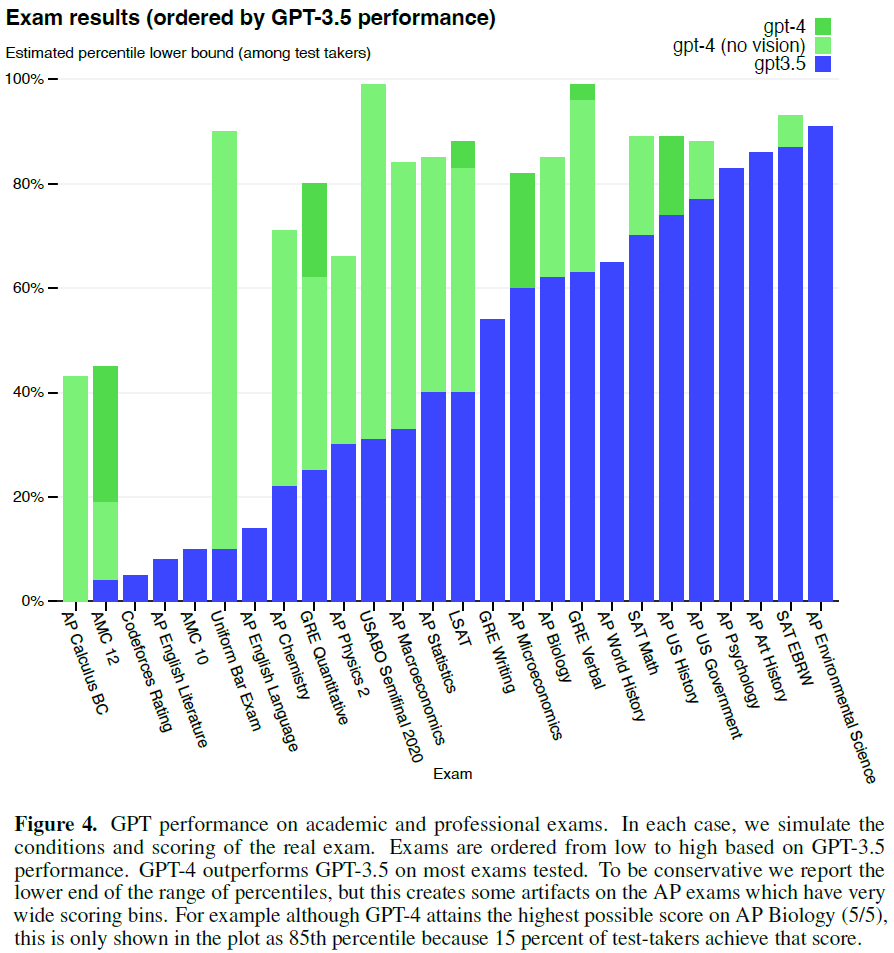 Exam results (ordered by GPT-3.5 performance)
Estimated percentile lower bound (among test takers)
gpt-4
gpt-4 (no vision)
gpt3.5
100%
80%
60%
40%
20%
0%
AP Calculus BC
AMC 12
Codeforces Rating
AP English Literature
AMC 10
Uniform Bar Exam
AP English Language
AP Chemistry
GRE Quantitative
AP Physics 2
USABO Semifinal 2020
AP Macroeconomics
AP Statistics
LSAT
GRE Writing
AP Microeconomics
AP Biology
GRE Verbal
AP World History
SAT Math
AP US History
AP US Government
AP Psychology
AP Art History
SAT EBRW
AP Environmental Science
Exam
Figure 4. GPT performance on academic and professional exams. In each case, we simulate the
conditions and scoring of the real exam. Exams are ordered from low to high based on GPT-3.5
performance. GPT-4 outperforms GPT-3.5 on most exams tested. To be conservative we report the
lower end of the range of percentiles, but this creates some artifacts on the AP exams which have very
wide scoring bins. For example although GPT-4 attains the highest possible score on AP Biology (5/5),
this is only shown in the plot as 85th percentile because 15 percent of test-takers achieve that score.